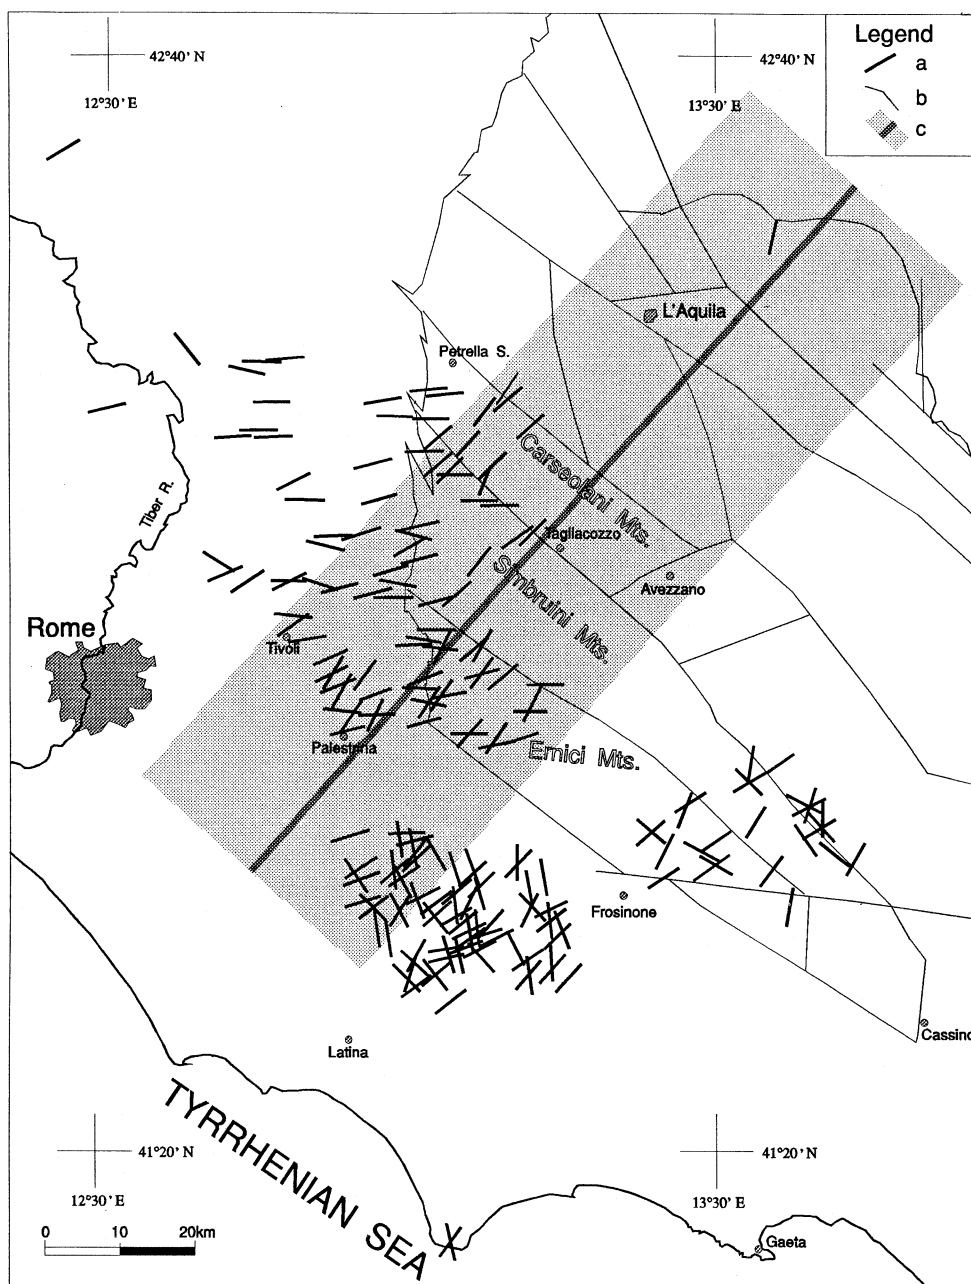 Legend
a
b
c
42°40' N
12°30' E
42°40' N
13°30' E
L'Aquila
Petrella S.
Carseolani Mts.
Tiber R.
Tagliacozzo
Simbruini Mts.
Avezzano
Rome
Tivoli
Palestrina
Ernici Mts.
Frosinone
Cassino
Latina
TYRRHENIAN SEA
41°20' N
12°30' E
41°20' N
13°30' E
0 10 20km
Gaeta